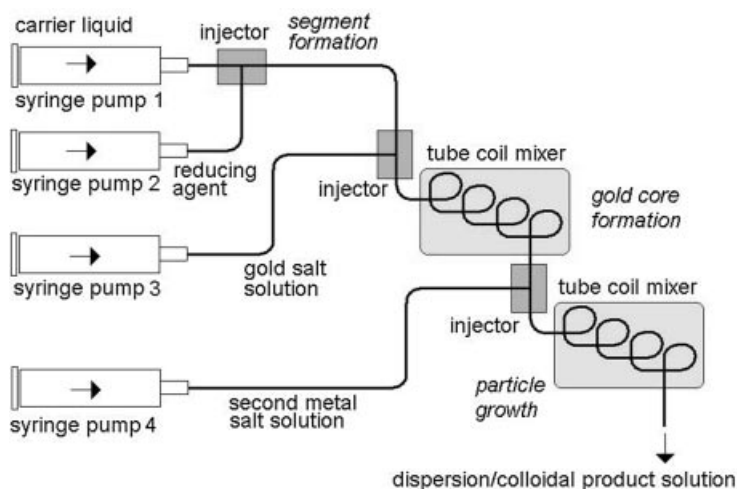 carrier liquid
injector
segment
formation
syringe pump 1
syringe pump 2
reducing
agent
injector
tube coil mixer
gold core
formation
syringe pump 3
gold salt
solution
injector
tube coil mixer
syringe pump 4
second metal
salt solution
particle
growth
dispersion/colloidal product solution